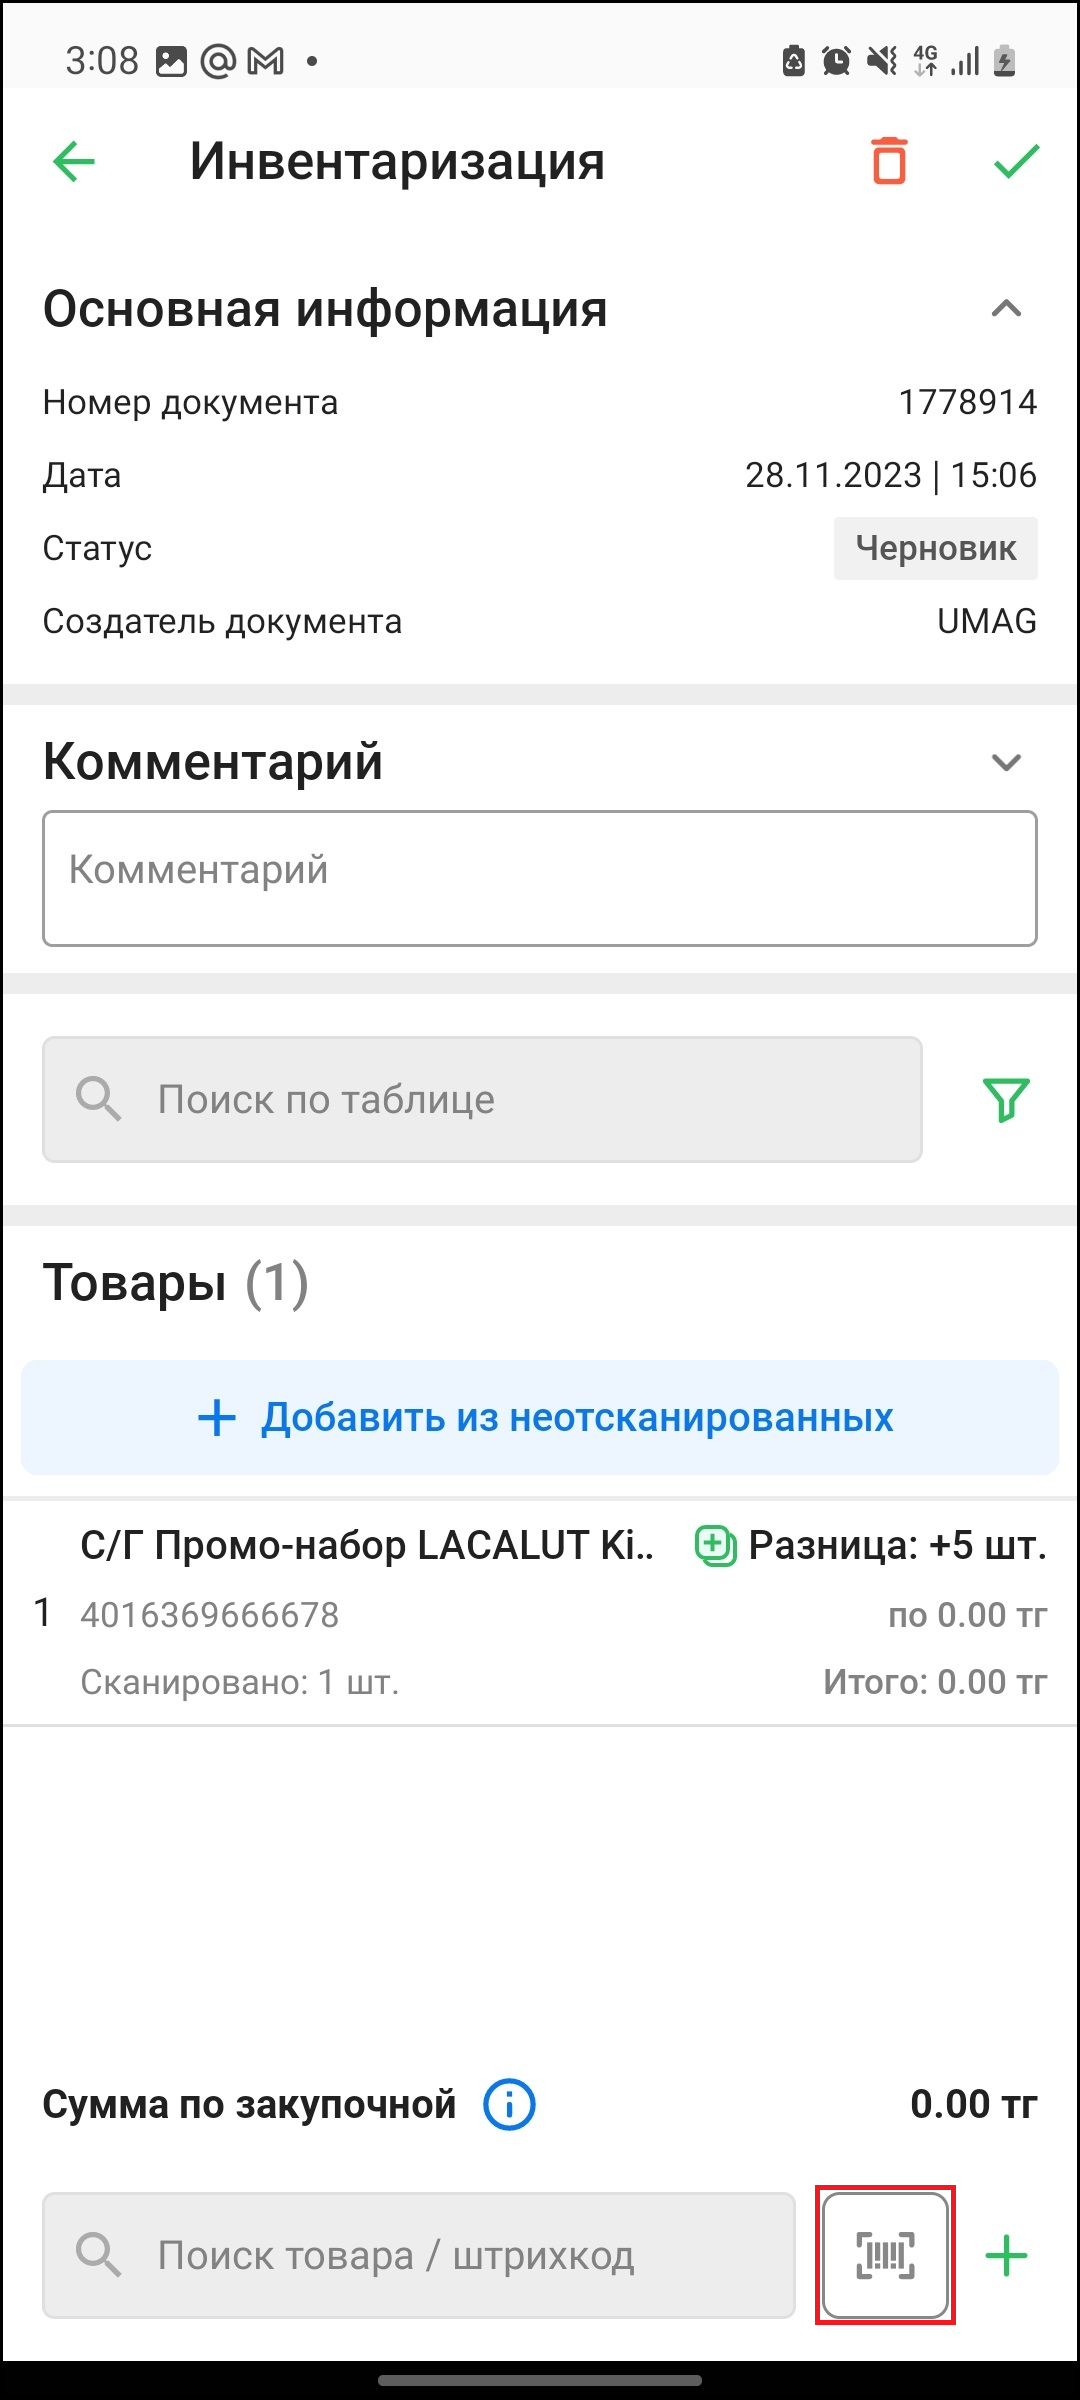 3:08 4G
Инвентаризация
Основная информация
Номер документа 1778914
Дата 28.11.2023 | 15:06
Статус Черновик
Создатель документа UMAG
Комментарий
Комментарий
Поиск по таблице
Товары (1)
+ Добавить из неотсканированных
С/Г Промо-набор LACALUT Ki.. Разница: +5 шт.
1 4016369666678 по 0.00 тг
Сканировано: 1 шт. Итого: 0.00 тг
Сумма по закупочной 0.00 тг
Поиск товара / штрихкод